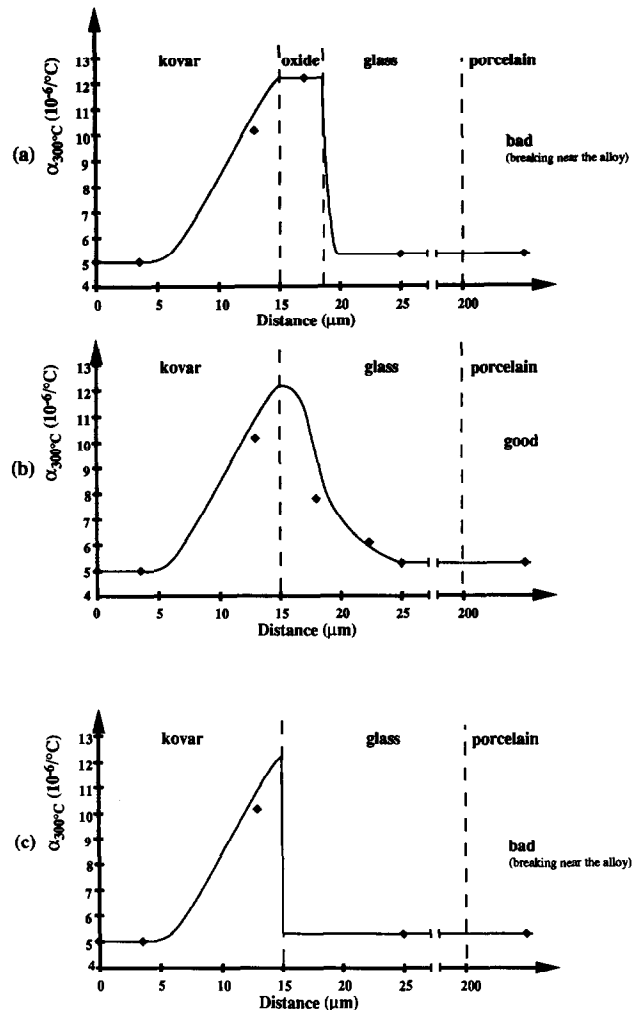 (a)
α300°C (10-6/°C)
kovar
oxide
glass
porcelain
13
12
11
10
9
8
7
6
5
4
bad
(breaking near the alloy)
0 5 10 15 20 25 200
Distance (μm)
(b)
α300°C (10-6/°C)
kovar
glass
porcelain
13
12
11
10
9
8
7
6
5
4
good
0 5 10 15 20 25 200
Distance (μm)
(c)
α300°C (10-6/°C)
kovar
glass
porcelain
13
12
11
10
9
8
7
6
5
4
bad
(breaking near the alloy)
0 5 10 15 20 25 200
Distance (μm)